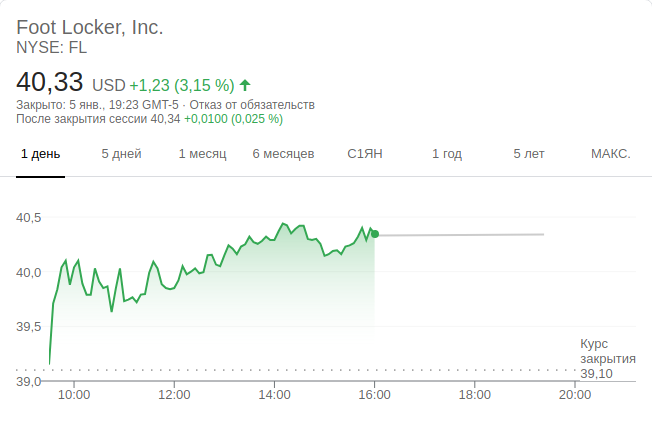 Foot Locker, Inc.
NYSE: FL
40,33 USD +1,23 (3,15 %)
Закрыто: 5 янв., 19:23 GMT-5 · Отказ от обязательств
После закрытия сессии 40,34 +0,0100 (0,025 %)
1 день 5 дней 1 месяц 6 месяцев С1ЯН 1 год 5 лет МАКС.
40,5
40,0
39,5
Курс
закрытия
39,10
39,0
10:00 12:00 14:00 16:00 18:00 20:00